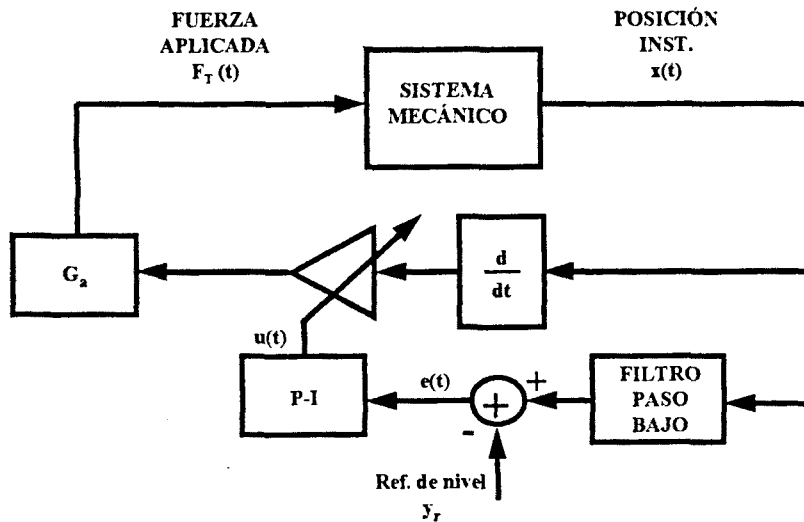 FUERZA
APLICADA
F_T (t)
POSICIÓN
INST.
x(t)
SISTEMA
MECÁNICO
G_a
d
dt
u(t)
P-I
e(t)
+
+
-
FILTRO
PASO
BAJO
Ref. de nivel
y_r